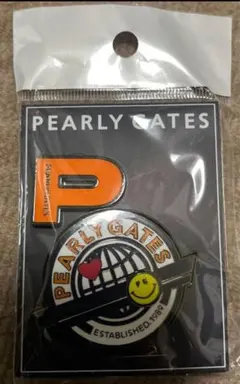 PEARLY GATES
P
PEARLY GATES
ESTABLISHED.1989